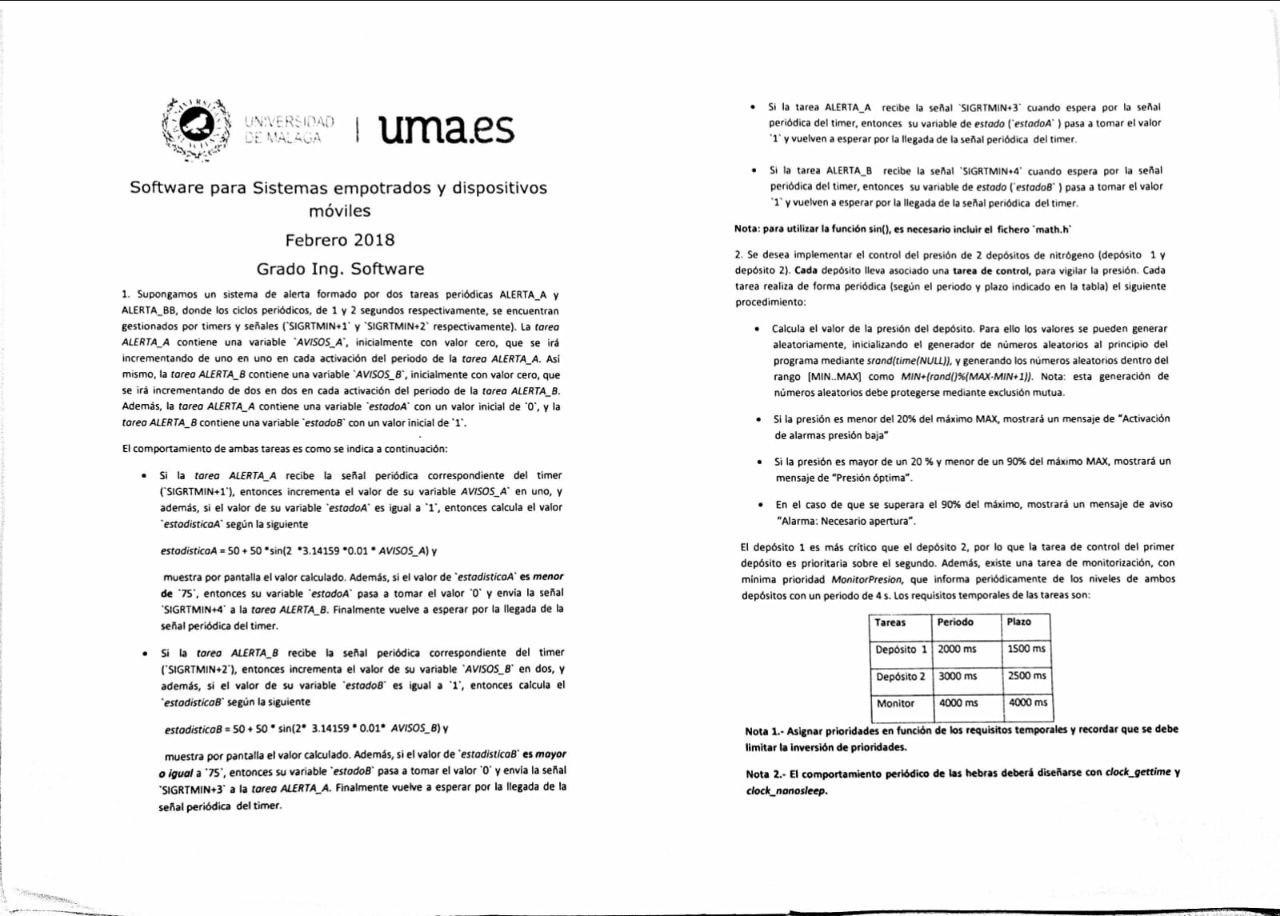 UNIVERSIDAD
DE MÁLAGA
uma.es
Software para Sistemas empotrados y dispositivos
móviles
Febrero 2018
Grado Ing. Software
1. Supongamos un sistema de alerta formado por dos tareas periódicas ALERTA_A y
ALERTA_BB, donde los ciclos periódicos, de 1 y 2 segundos respectivamente, se encuentran
gestionados por timers y señales (`SIGRTMIN+1` y `SIGRTMIN+2` respectivamente). La tarea
ALERTA_A contiene una variable `AVISOS_A`, inicialmente con valor cero, que se irá
incrementando de uno en uno en cada activación del periodo de la tarea ALERTA_A. Así
mismo, la tarea ALERTA_B contiene una variable `AVISOS_B`, inicialmente con valor cero, que
se irá incrementando de dos en dos en cada activación del periodo de la tarea ALERTA_B.
Además, la tarea ALERTA_A contiene una variable `estadoA` con un valor inicial de `0`, y la
tarea ALERTA_B contiene una variable `estadoB` con un valor inicial de `1`.
El comportamiento de ambas tareas es como se indica a continuación:
• Si la tarea ALERTA_A recibe la señal periódica correspondiente del timer
(`SIGRTMIN+1`), entonces incrementa el valor de su variable AVISOS_A` en uno, y
además, si el valor de su variable `estadoA` es igual a `1`, entonces calcula el valor
`estadisticaA` según la siguiente
estadisticaA = 50 + 50 *sin(2 *3.14159 *0.01 * AVISOS_A) y
muestra por pantalla el valor calculado. Además, si el valor de `estadisticaA` es menor
de `75`, entonces su variable `estadoA` pasa a tomar el valor `0` y envía la señal
`SIGRTMIN+4` a la tarea ALERTA_B. Finalmente vuelve a esperar por la llegada de la
señal periódica del timer.
• Si la tarea ALERTA_B recibe la señal periódica correspondiente del timer
(`SIGRTMIN+2`), entonces incrementa el valor de su variable `AVISOS_B` en dos, y
además, si el valor de su variable `estadoB` es igual a `1`, entonces calcula el
`estadisticaB` según la siguiente
estadisticaB = 50 + 50 * sin(2* 3.14159 * 0.01* AVISOS_B) y
muestra por pantalla el valor calculado. Además, si el valor de `estadisticaB` es mayor
o igual a `75`, entonces su variable `estadoB` pasa a tomar el valor `0` y envía la señal
`SIGRTMIN+3` a la tarea ALERTA_A. Finalmente vuelve a esperar por la llegada de la
señal periódica del timer.
• Si la tarea ALERTA_A recibe la señal `SIGRTMIN+3` cuando espera por la señal
periódica del timer, entonces su variable de estado (`estadoA` ) pasa a tomar el valor
`1` y vuelven a esperar por la llegada de la señal periódica del timer.
• Si la tarea ALERTA_B recibe la señal `SIGRTMIN+4` cuando espera por la señal
periódica del timer, entonces su variable de estado (`estadoB` ) pasa a tomar el valor
`1` y vuelven a esperar por la llegada de la señal periódica del timer.
Nota: para utilizar la función sin(), es necesario incluir el fichero `math.h`
2. Se desea implementar el control del presión de 2 depósitos de nitrógeno (depósito 1 y
depósito 2). Cada depósito lleva asociado una tarea de control, para vigilar la presión. Cada
tarea realiza de forma periódica (según el periodo y plazo indicado en la tabla) el siguiente
procedimiento:
• Calcula el valor de la presión del depósito. Para ello los valores se pueden generar
aleatoriamente, inicializando el generador de números aleatorios al principio del
programa mediante srand(time(NULL)), y generando los números aleatorios dentro del
rango [MIN..MAX] como MIN+(rand()%(MAX-MIN+1)). Nota: esta generación de
números aleatorios debe protegerse mediante exclusión mutua.
• Si la presión es menor del 20% del máximo MAX, mostrará un mensaje de “Activación
de alarmas presión baja”
• Si la presión es mayor de un 20 % y menor de un 90% del máximo MAX, mostrará un
mensaje de “Presión óptima”.
• En el caso de que se superara el 90% del máximo, mostrará un mensaje de aviso
“Alarma: Necesario apertura”.
El depósito 1 es más crítico que el depósito 2, por lo que la tarea de control del primer
depósito es prioritaria sobre el segundo. Además, existe una tarea de monitorización, con
mínima prioridad MonitorPresion, que informa periódicamente de los niveles de ambos
depósitos con un periodo de 4 s. Los requisitos temporales de las tareas son:
Tareas Periodo Plazo
Depósito 1 2000 ms 1500 ms
Depósito 2 3000 ms 2500 ms
Monitor 4000 ms 4000 ms
Nota 1.- Asignar prioridades en función de los requisitos temporales y recordar que se debe
limitar la inversión de prioridades.
Nota 2.- El comportamiento periódico de las hebras deberá diseñarse con clock_gettime y
clock_nanosleep.